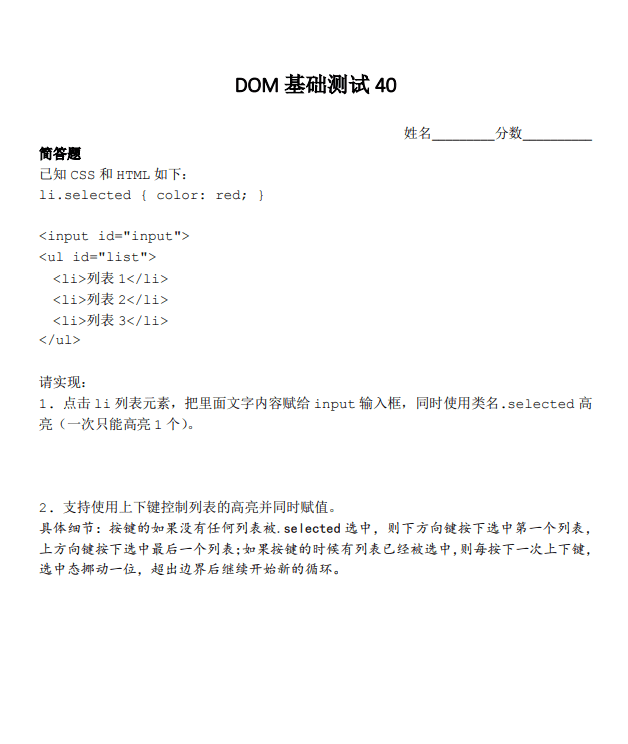 DOM 基础测试 40
姓名_________分数__________
简答题
已知 CSS 和 HTML 如下：
li.selected { color: red; }
<input id="input">
<ul id="list">
<li>列表 1</li>
<li>列表 2</li>
<li>列表 3</li>
</ul>
请实现：
1. 点击 li 列表元素，把里面文字内容赋给 input 输入框，同时使用类名.selected 高
亮（一次只能高亮 1 个）。
2. 支持使用上下键控制列表的高亮并同时赋值。
具体细节：按键的如果没有任何列表被.selected 选中，则下方向键按下选中第一个列表，
上方向键按下选中最后一个列表;如果按键的时候有列表已经被选中,则每按下一次上下键,
选中态挪动一位，超出边界后继续开始新的循环。